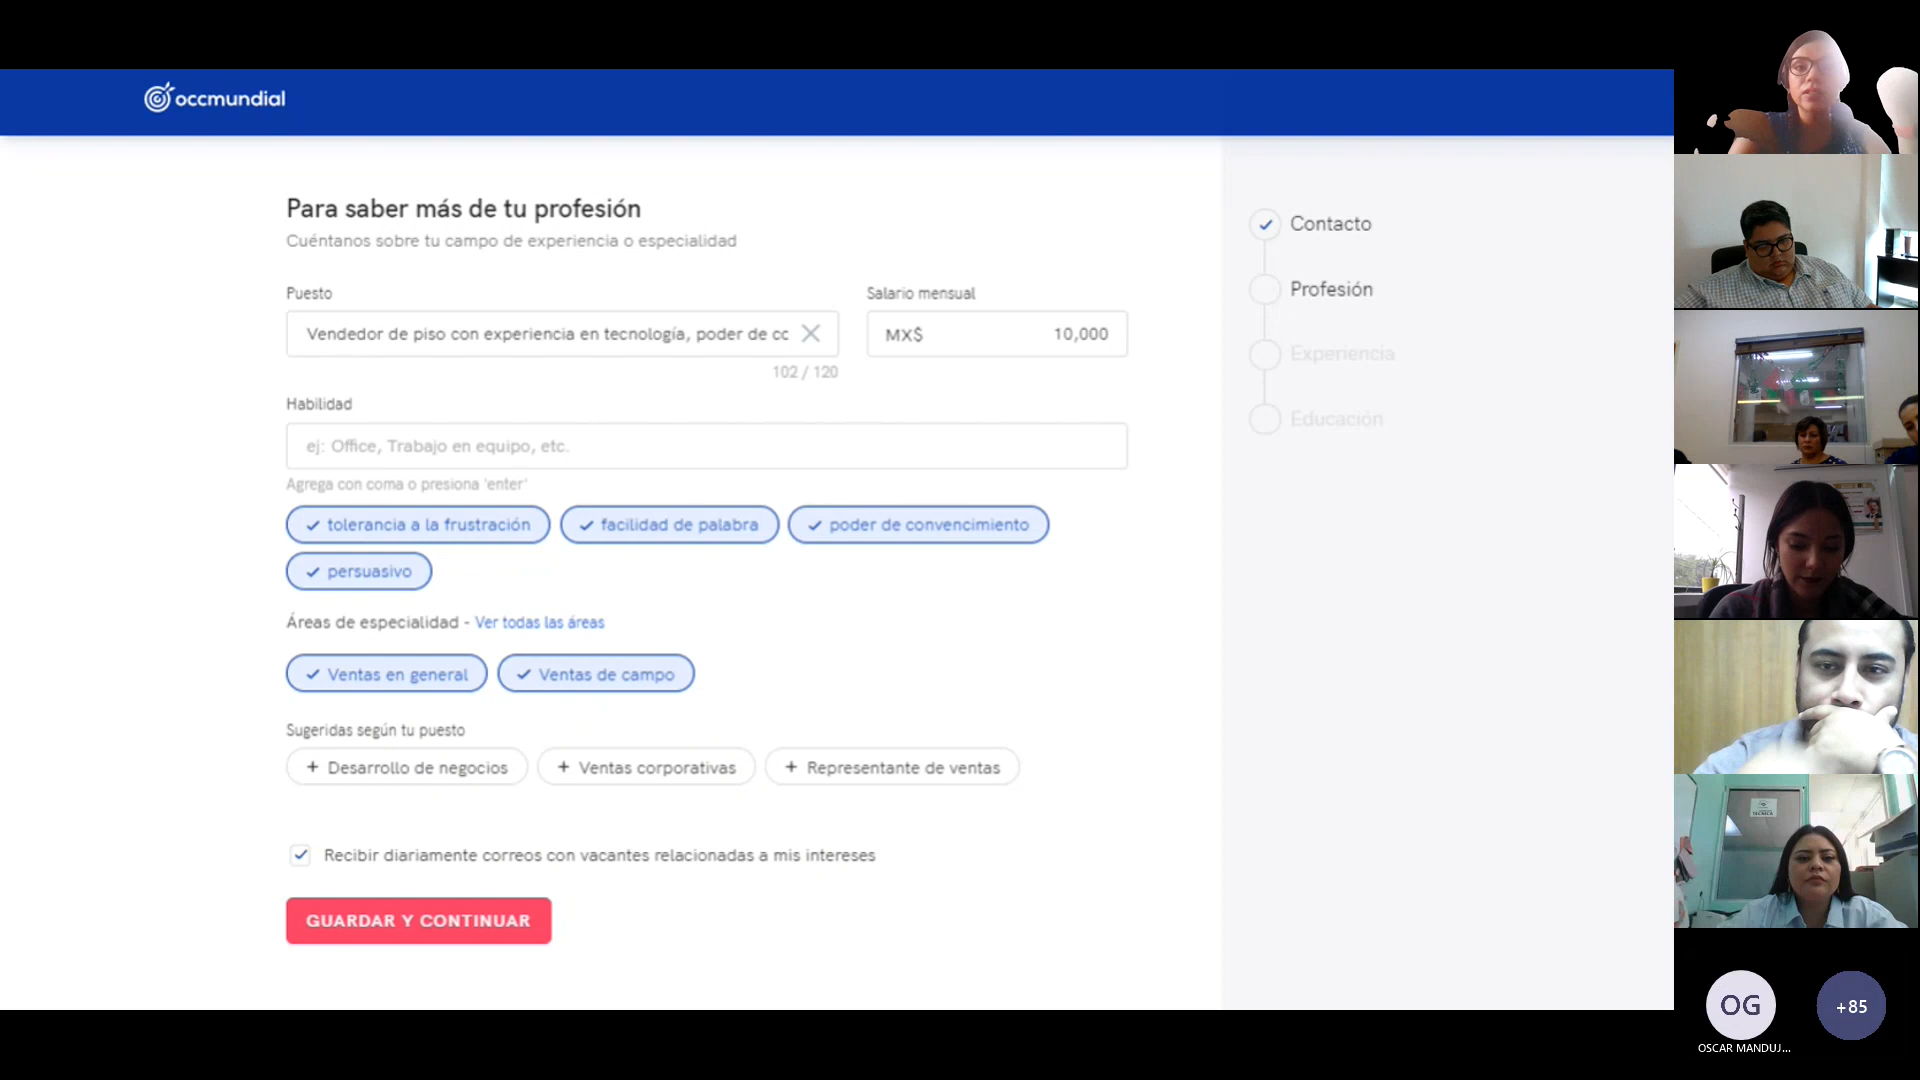 occmundial
Para saber más de tu profesión
Cuéntanos sobre tu campo de experiencia o especialidad
Puesto
Salario mensual
Vendedor de piso con experiencia en tecnología, poder de cc
MX$ 10,000
102 / 120
Habilidad
ej: Office, Trabajo en equipo, etc.
Agrega con coma o presiona 'enter'
tolerancia a la frustración
facilidad de palabra
poder de convencimiento
persuasivo
Áreas de especialidad - Ver todas las áreas
Ventas en general
Ventas de campo
Sugeridas según tu puesto
+ Desarrollo de negocios
+ Ventas corporativas
+ Representante de ventas
Recibir diariamente correos con vacantes relacionadas a mis intereses
GUARDAR Y CONTINUAR
Contacto
Profesión
Experiencia
Educación
TECNICA
OG
OSCAR MANDUJ...
+85